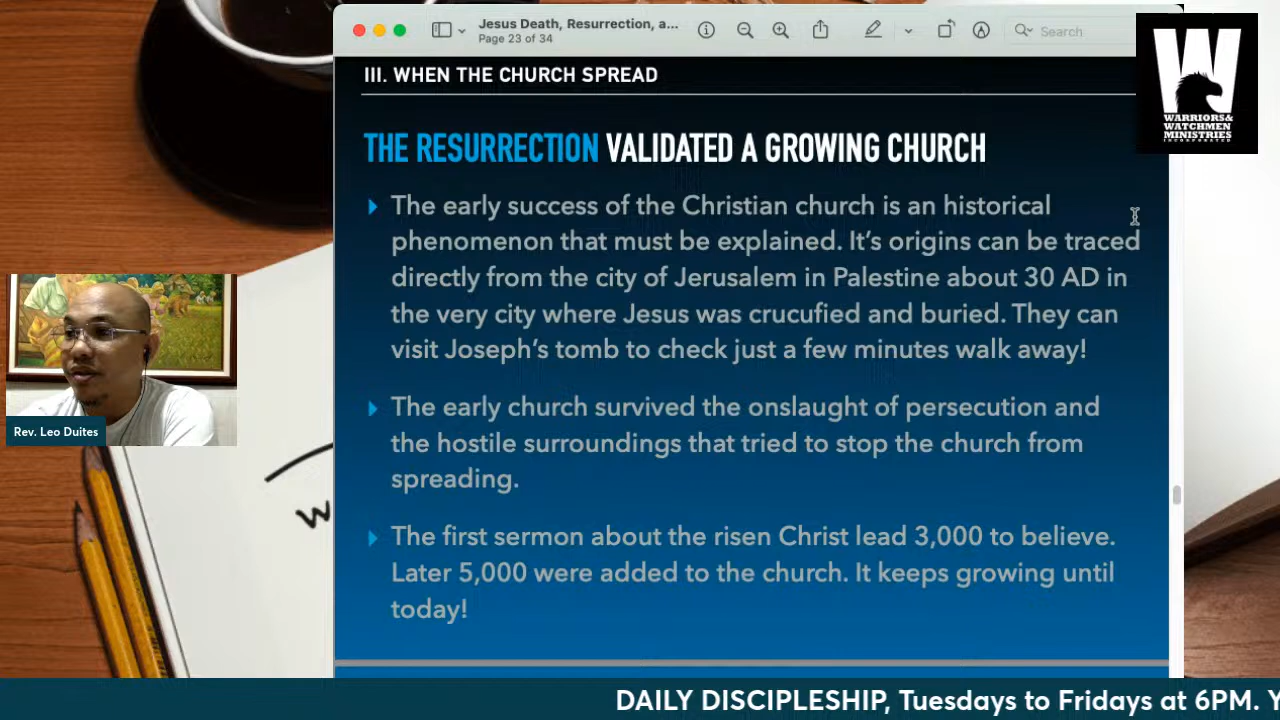 Jesus Death, Resurrection, a...
Page 23 of 34
Search
III. WHEN THE CHURCH SPREAD
W
WARRIORS&
WATCHMEN
MINISTRIES
INCORPORATED
THE RESURRECTION VALIDATED A GROWING CHURCH
The early success of the Christian church is an historical
phenomenon that must be explained. It’s origins can be traced
directly from the city of Jerusalem in Palestine about 30 AD in
the very city where Jesus was crucufied and buried. They can
visit Joseph’s tomb to check just a few minutes walk away!
The early church survived the onslaught of persecution and
the hostile surroundings that tried to stop the church from
spreading.
The first sermon about the risen Christ lead 3,000 to believe.
Later 5,000 were added to the church. It keeps growing until
today!
Rev. Leo Duites
W
DAILY DISCIPLESHIP, Tuesdays to Fridays at 6PM. Y